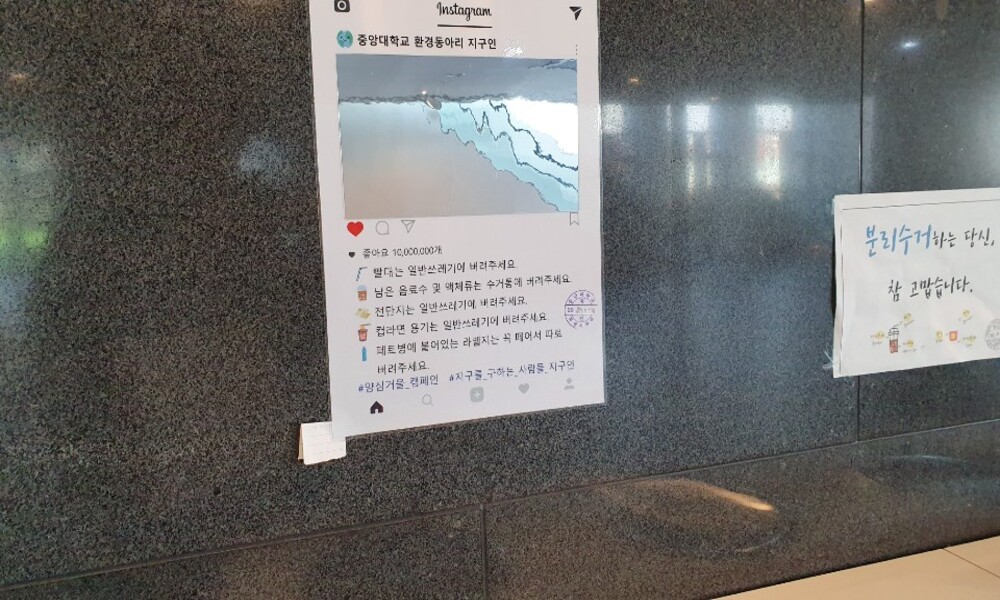 Instagram
중앙대학교 환경동아리 지구인
좋아요 10,000,000개
빨대는 일반쓰레기에 버려주세요
남은 음료수 및 액체류는 수거통에 버려주세요.
전단지는 일반쓰레기에 버려주세요.
컵라면 용기는 일반쓰레기에 버려주세요.
페트병에 붙어있는 라벨지는 꼭 떼어서 따로
버려주세요.
#양심거울_캠페인 #지구를_구하는_사람들_지구인
분리수거하는 당신,
참 고맙습니다.